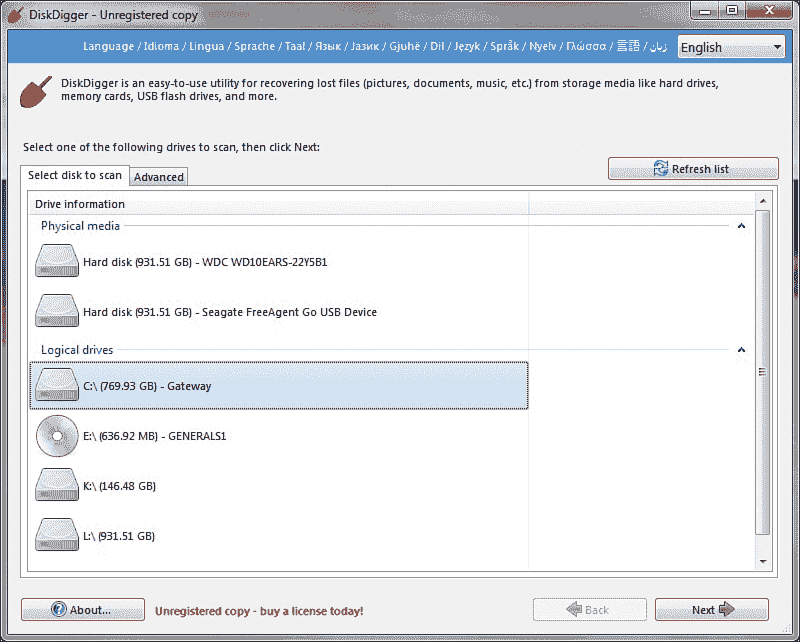 DiskDigger - Unregistered copy
Language / Idioma / Lingua / Sprache / Taal / Язык / Јазик / Gjuhë / Dil / Język / Språk / Nyelv / Γλώσσα / 言語 / زبان
English
DiskDigger is an easy-to-use utility for recovering lost files (pictures, documents, music, etc.) from storage media like hard drives,
memory cards, USB flash drives, and more.
Select one of the following drives to scan, then click Next:
Select disk to scan
Advanced
Refresh list
Drive information
Physical media
Hard disk (931.51 GB) - WDC WD10EARS-22Y5B1
Hard disk (931.51 GB) - Seagate FreeAgent Go USB Device
Logical drives
C:\ (769.93 GB) - Gateway
E:\ (636.92 MB) - GENERALS1
K:\ (146.48 GB)
L:\ (931.51 GB)
About...
Unregistered copy - buy a license today!
Back
Next